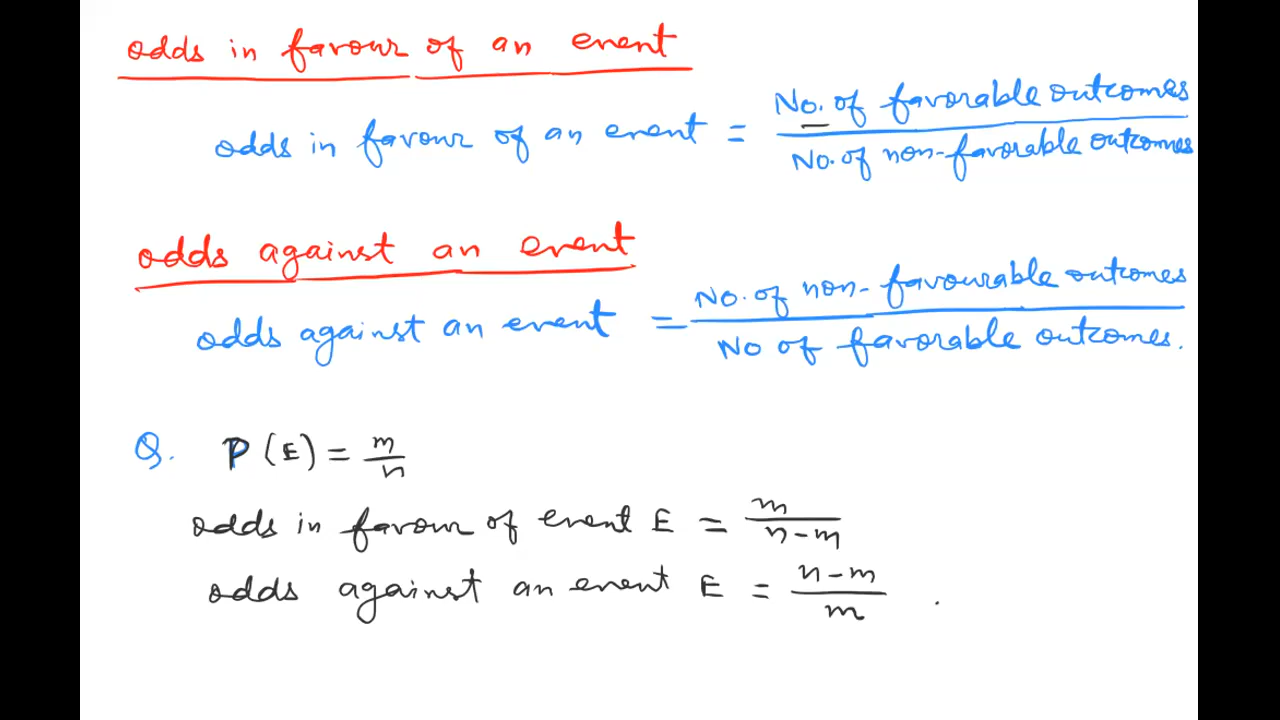 odds in favour of an event
odds in favour of an event = No. of favorable outcomes / No. of non-favorable outcomes
odds against an event
odds against an event = No. of non-favourable outcomes / No of favorable outcomes.
Q. P(E) = m/n
odds in favour of event E = m/(n-m)
odds against an event E = (n-m)/m .